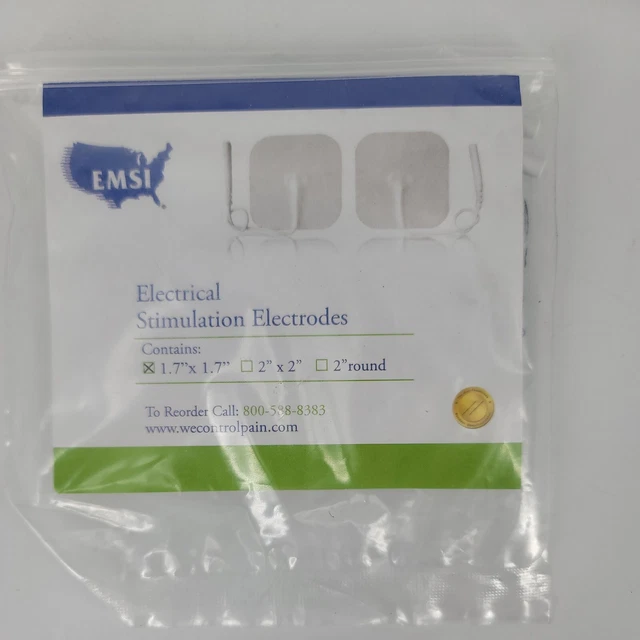 EMSI
Electrical
Stimulation Electrodes
Contains:
☒ 1.7”x 1.7” ☐ 2” x 2” ☐ 2”round
To Reorder Call: 800-538-8383
www.wecontrolpain.com